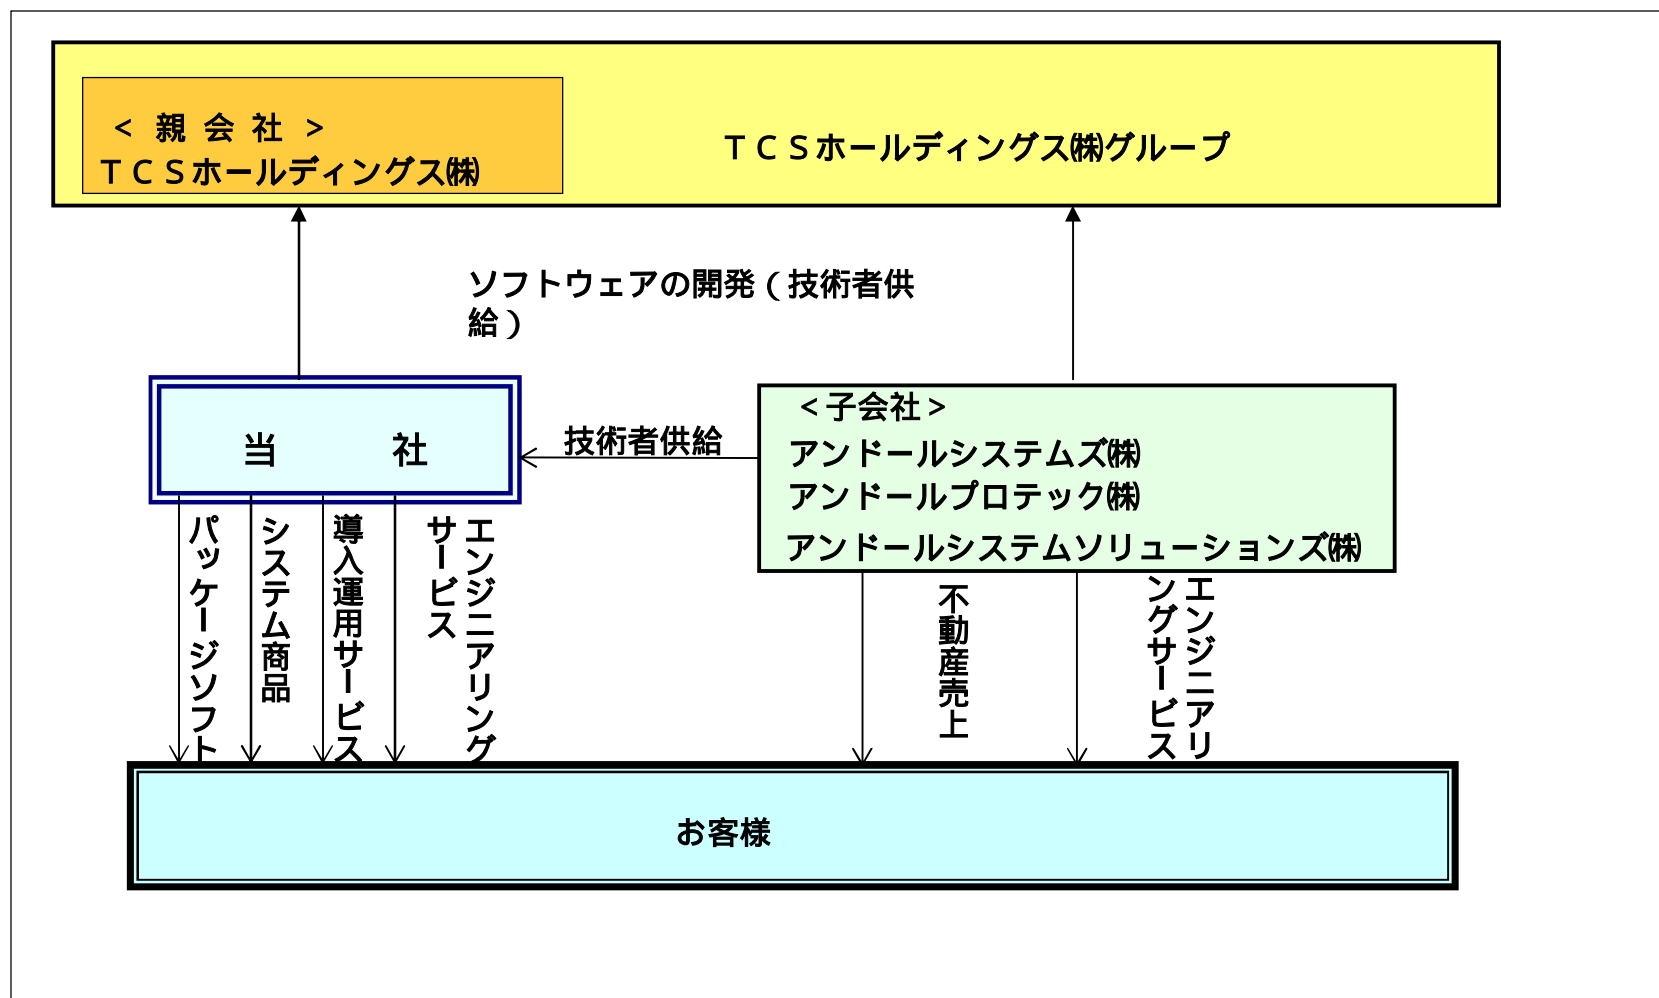 ＜ 親 会 社 ＞
ＴＣＳホールディングス㈱
ＴＣＳホールディングス㈱グループ
ソフトウェアの開発（技術者供
給）
当　社
技術者供給
＜子会社＞
アンドールシステムズ㈱
アンドールプロテック㈱
アンドールシステムソリューションズ㈱
パッケージソフト
システム商品
導入運用サービス
エンジニアリング
サービス
不動産売上
エンジニアリ
ングサービス
お客様